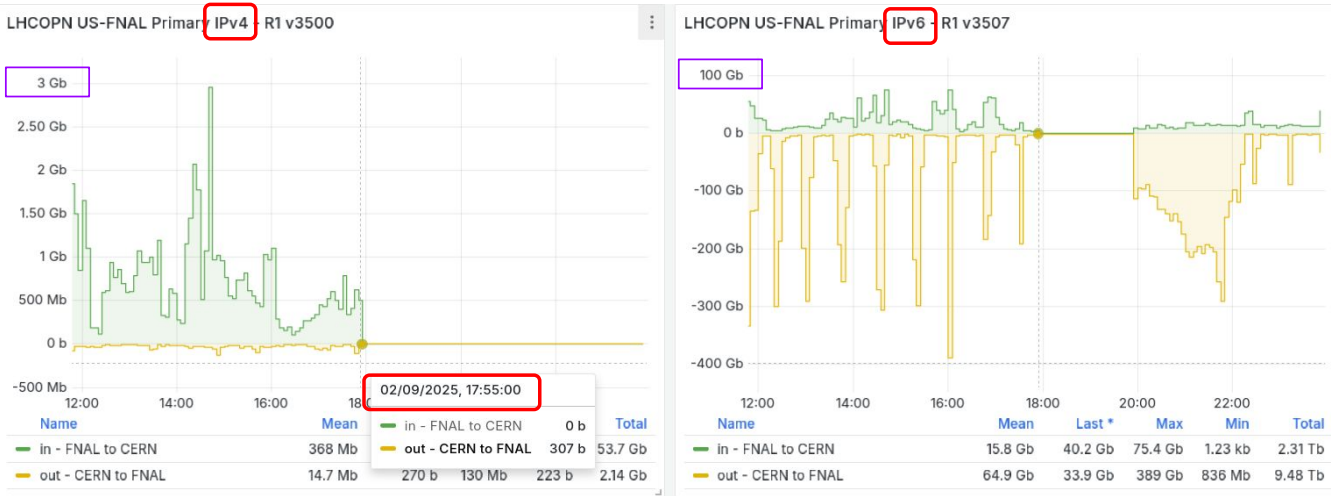 LHCOPN US-FNAL Primary IPv4 - R1 v3500
3 Gb
2.50 Gb
2 Gb
1.50 Gb
1 Gb
500 Mb
0 b
-500 Mb
12:00 14:00 16:00
02/09/2025, 17:55:00
in - FNAL to CERN 0 b
out - CERN to FNAL 307 b
Name Mean Total
in - FNAL to CERN 368 Mb 53.7 Gb
out - CERN to FNAL 14.7 Mb 270 b 130 Mb 223 b 2.14 Gb
LHCOPN US-FNAL Primary IPv6 - R1 v3507
100 Gb
0 b
-100 Gb
-200 Gb
-300 Gb
-400 Gb
12:00 14:00 16:00 18:00 20:00 22:00
Name Mean Last * Max Min Total
in - FNAL to CERN 15.8 Gb 40.2 Gb 75.4 Gb 1.23 kb 2.31 Tb
out - CERN to FNAL 64.9 Gb 33.9 Gb 389 Gb 836 Mb 9.48 Tb